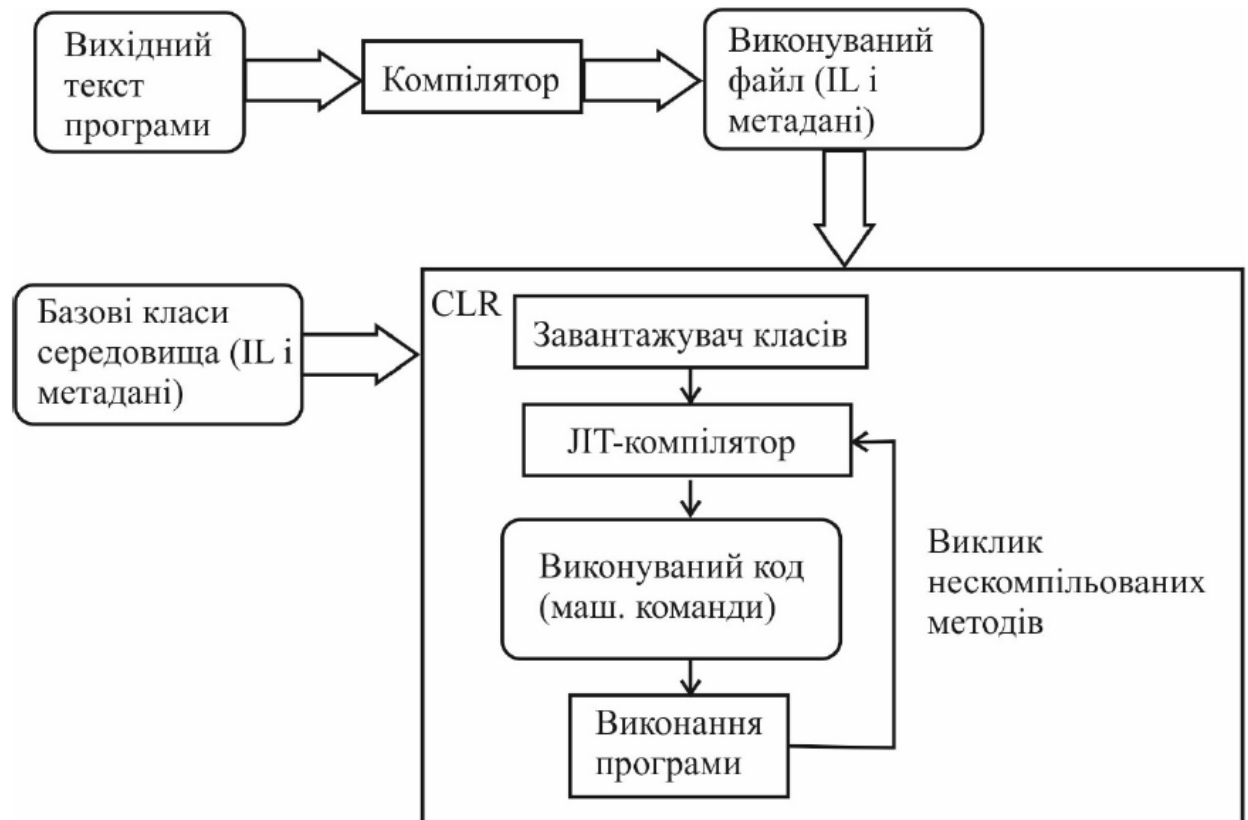 Вихідний
текст
програми
Компілятор
Виконуваний
файл (IL і
метадані)
Базові класи
середовища (IL і
метадані)
CLR
Завантажувач класів
JIT-компілятор
Виконуваний код
(маш. команди)
Виклик
нескомпільованих
методів
Виконання
програми